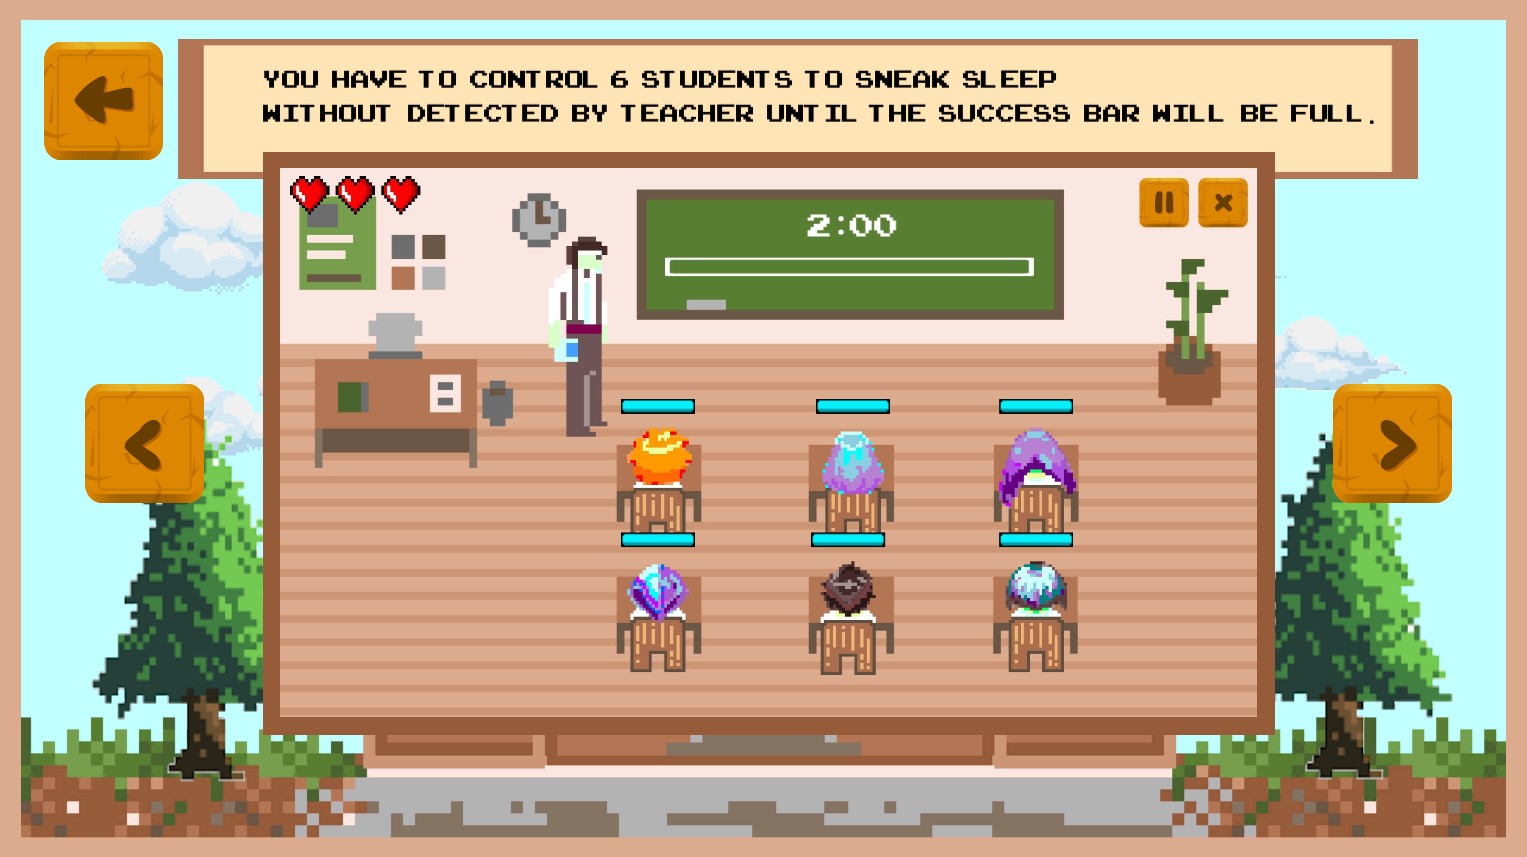 YOU HAVE TO CONTROL 6 STUDENTS TO SNEAK SLEEP
WITHOUT DETECTED BY TEACHER UNTIL THE SUCCESS BAR WILL BE FULL.
2:00